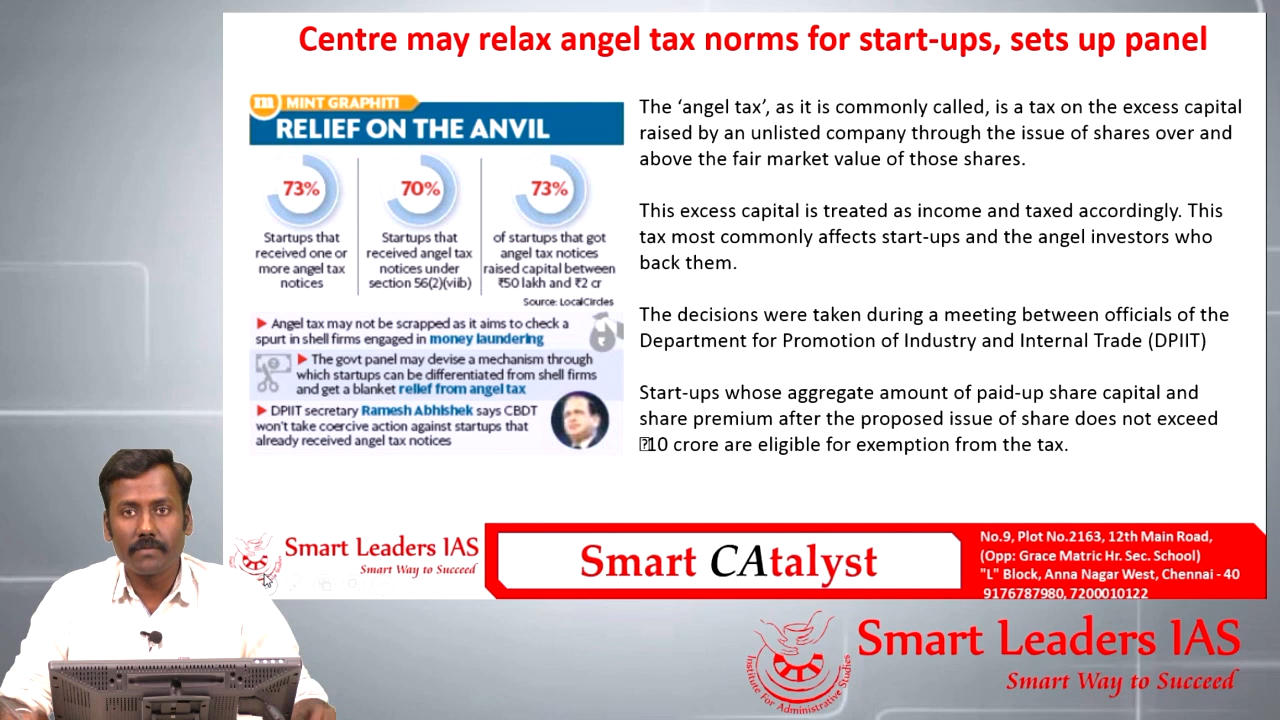 Centre may relax angel tax norms for start-ups, sets up panel
m MINT GRAPHITI
RELIEF ON THE ANVIL
73%
Startups that
received one or
more angel tax
notices
70%
Startups that
received angel tax
notices under
section 56(2)(viib)
73%
of startups that got
angel tax notices
raised capital between
₹50 lakh and ₹2 cr
Source: LocalCircles
Angel tax may not be scrapped as it aims to check a
spurt in shell firms engaged in money laundering
The govt panel may devise a mechanism through
which startups can be differentiated from shell firms
and get a blanket relief from angel tax
DPIIT secretary Ramesh Abhishek says CBDT
won't take coercive action against startups that
already received angel tax notices
The ‘angel tax’, as it is commonly called, is a tax on the excess capital
raised by an unlisted company through the issue of shares over and
above the fair market value of those shares.
This excess capital is treated as income and taxed accordingly. This
tax most commonly affects start-ups and the angel investors who
back them.
The decisions were taken during a meeting between officials of the
Department for Promotion of Industry and Internal Trade (DPIIT)
Start-ups whose aggregate amount of paid-up share capital and
share premium after the proposed issue of share does not exceed
10 crore are eligible for exemption from the tax.
Smart Leaders IAS
Smart Way to Succeed
Smart CAtalyst
No.9, Plot No.2163, 12th Main Road,
(Opp: Grace Matric Hr. Sec. School)
"L" Block, Anna Nagar West, Chennai - 40
9176787980, 7200010122
Institute For Administrative Studies
Smart Leaders IAS
Smart Way to Succeed